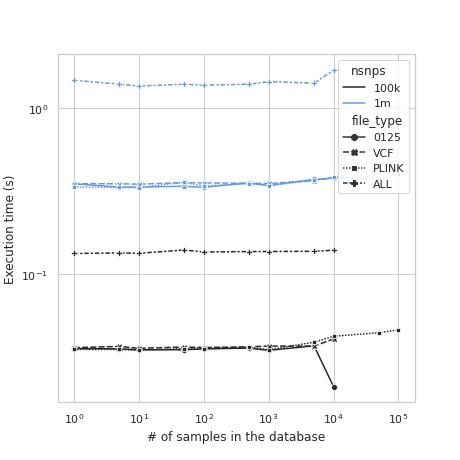 nsnps
100k
1m
file_type
0125
VCF
PLINK
ALL
10⁰
10⁻¹
Execution time (s)
10⁰ 10¹ 10² 10³ 10⁴ 10⁵
# of samples in the database